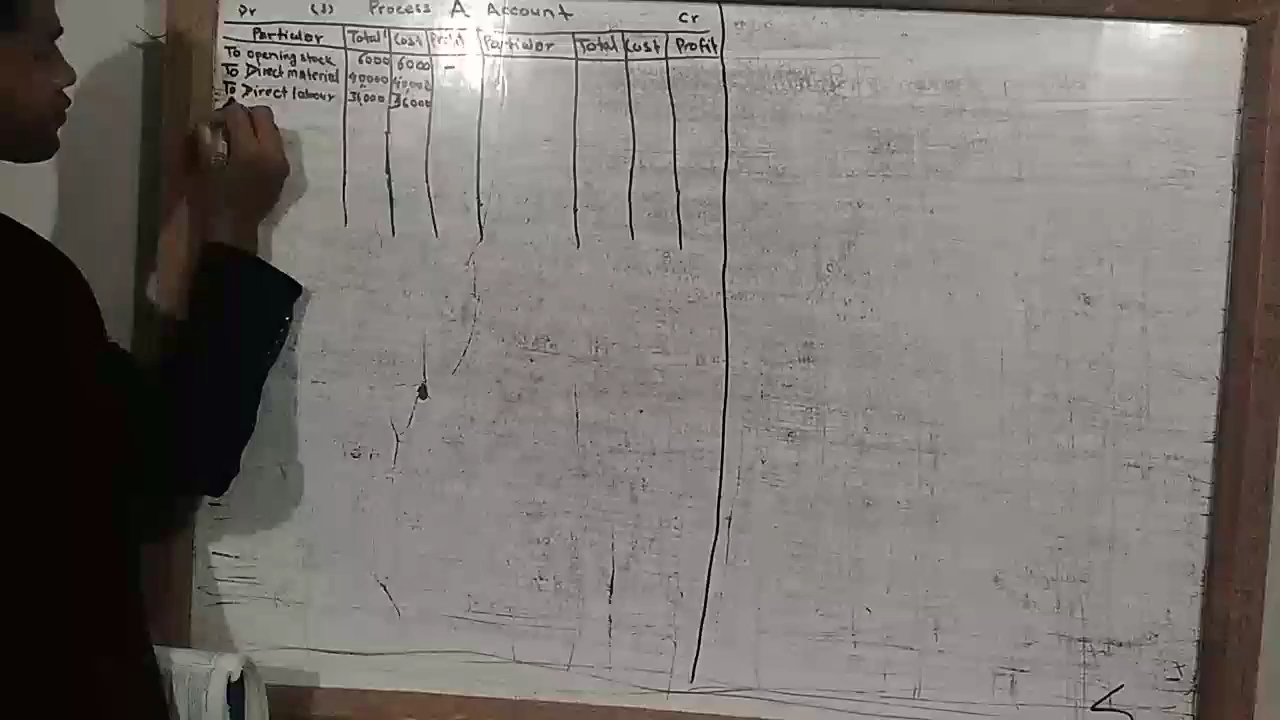 Dr (1) Process A Account Cr
Particular Total Cost Profit Particular Total Cost Profit
To opening stock 6000 6000 -
To Direct material 40000 40000
To Direct labour 36000 36000